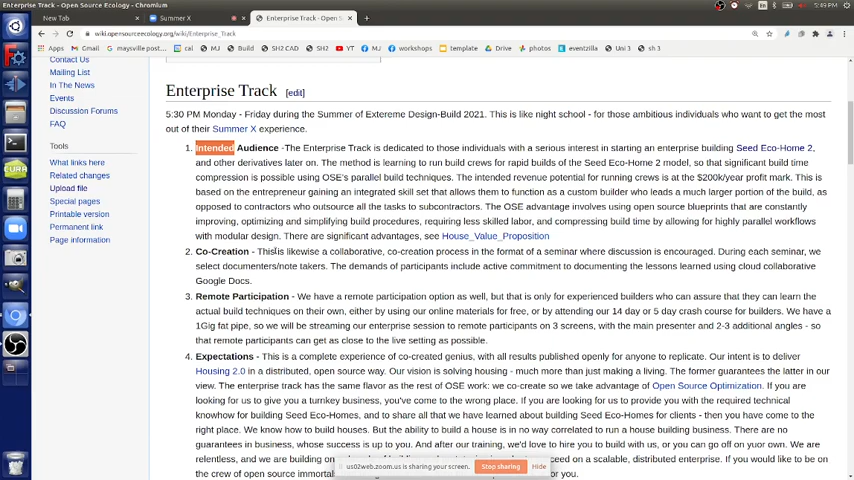 Enterprise Track - Open Source Ecology - Chromium
5:49 PM
New Tab
Summer X
Enterprise Track - Open S
wiki.opensourceecology.org/wiki/Enterprise_Track
Apps
Gmail
maysville post...
cal
MJ
Build
SH2 CAD
SH2
YT
MJ
workshops
template
Drive
photos
eventzilla
Uni 3
sh 3
Contact Us
Mailing List
In The News
Events
Discussion Forums
FAQ
Tools
What links here
Related changes
Upload file
Special pages
Printable version
Permanent link
Page information
Enterprise Track [edit]
5:30 PM Monday - Friday during the Summer of Extereme Design-Build 2021. This is like night school - for those ambitious individuals who want to get the most
out of their Summer X experience.
1. Intended Audience -The Enterprise Track is dedicated to those individuals with a serious interest in starting an enterprise building Seed Eco-Home 2,
and other derivatives later on. The method is learning to run build crews for rapid builds of the Seed Eco-Home 2 model, so that significant build time
compression is possible using OSE's parallel build techniques. The intended revenue potential for running crews is at the $200k/year profit mark. This is
based on the entrepreneur gaining an integrated skill set that allows them to function as a custom builder who leads a much larger portion of the build, as
opposed to contractors who outsource all the tasks to subcontractors. The OSE advantage involves using open source blueprints that are constantly
improving, optimizing and simplifying build procedures, requiring less skilled labor, and compressing build time by allowing for highly parallel workflows
with modular design. There are significant advantages, see House_Value_Proposition
2. Co-Creation - This is likewise a collaborative, co-creation process in the format of a seminar where discussion is encouraged. During each seminar, we
select documenters/note takers. The demands of participants include active commitment to documenting the lessons learned using cloud collaborative
Google Docs.
3. Remote Participation - We have a remote participation option as well, but that is only for experienced builders who can assure that they can learn the
actual build techniques on their own, either by using our online materials for free, or by attending our 14 day or 5 day crash course for builders. We have a
1Gig fat pipe, so we will be streaming our enterprise session to remote participants on 3 screens, with the main presenter and 2-3 additional angles - so
that remote participants can get as close to the live setting as possible.
4. Expectations - This is a complete experience of co-created genius, with all results published openly for anyone to replicate. Our intent is to deliver
Housing 2.0 in a distributed, open source way. Our vision is solving housing - much more than just making a living. The former guarantees the latter in our
view. The enterprise track has the same flavor as the rest of OSE work: we co-create so we take advantage of Open Source Optimization. If you are
looking for us to give you a turnkey business, you've come to the wrong place. If you are looking for us to provide you with the required technical
knowhow for building Seed Eco-Homes, and to share all that we have learned about building Seed Eco-Homes for clients - then you have come to the
right place. We know how to build houses. But the ability to build a house is in no way correlated to run a house building business. There are no
guarantees in business, whose success is up to you. And after our training, we'd love to hire you to build with us, or you can go off on yuor own. We are
relentless, and we are building on
ceed on a scalable, distributed enterprise. If you would be like to be on
the crew of open source immortal
you.
us02web.zoom.us is sharing your screen.
Stop sharing
Hide